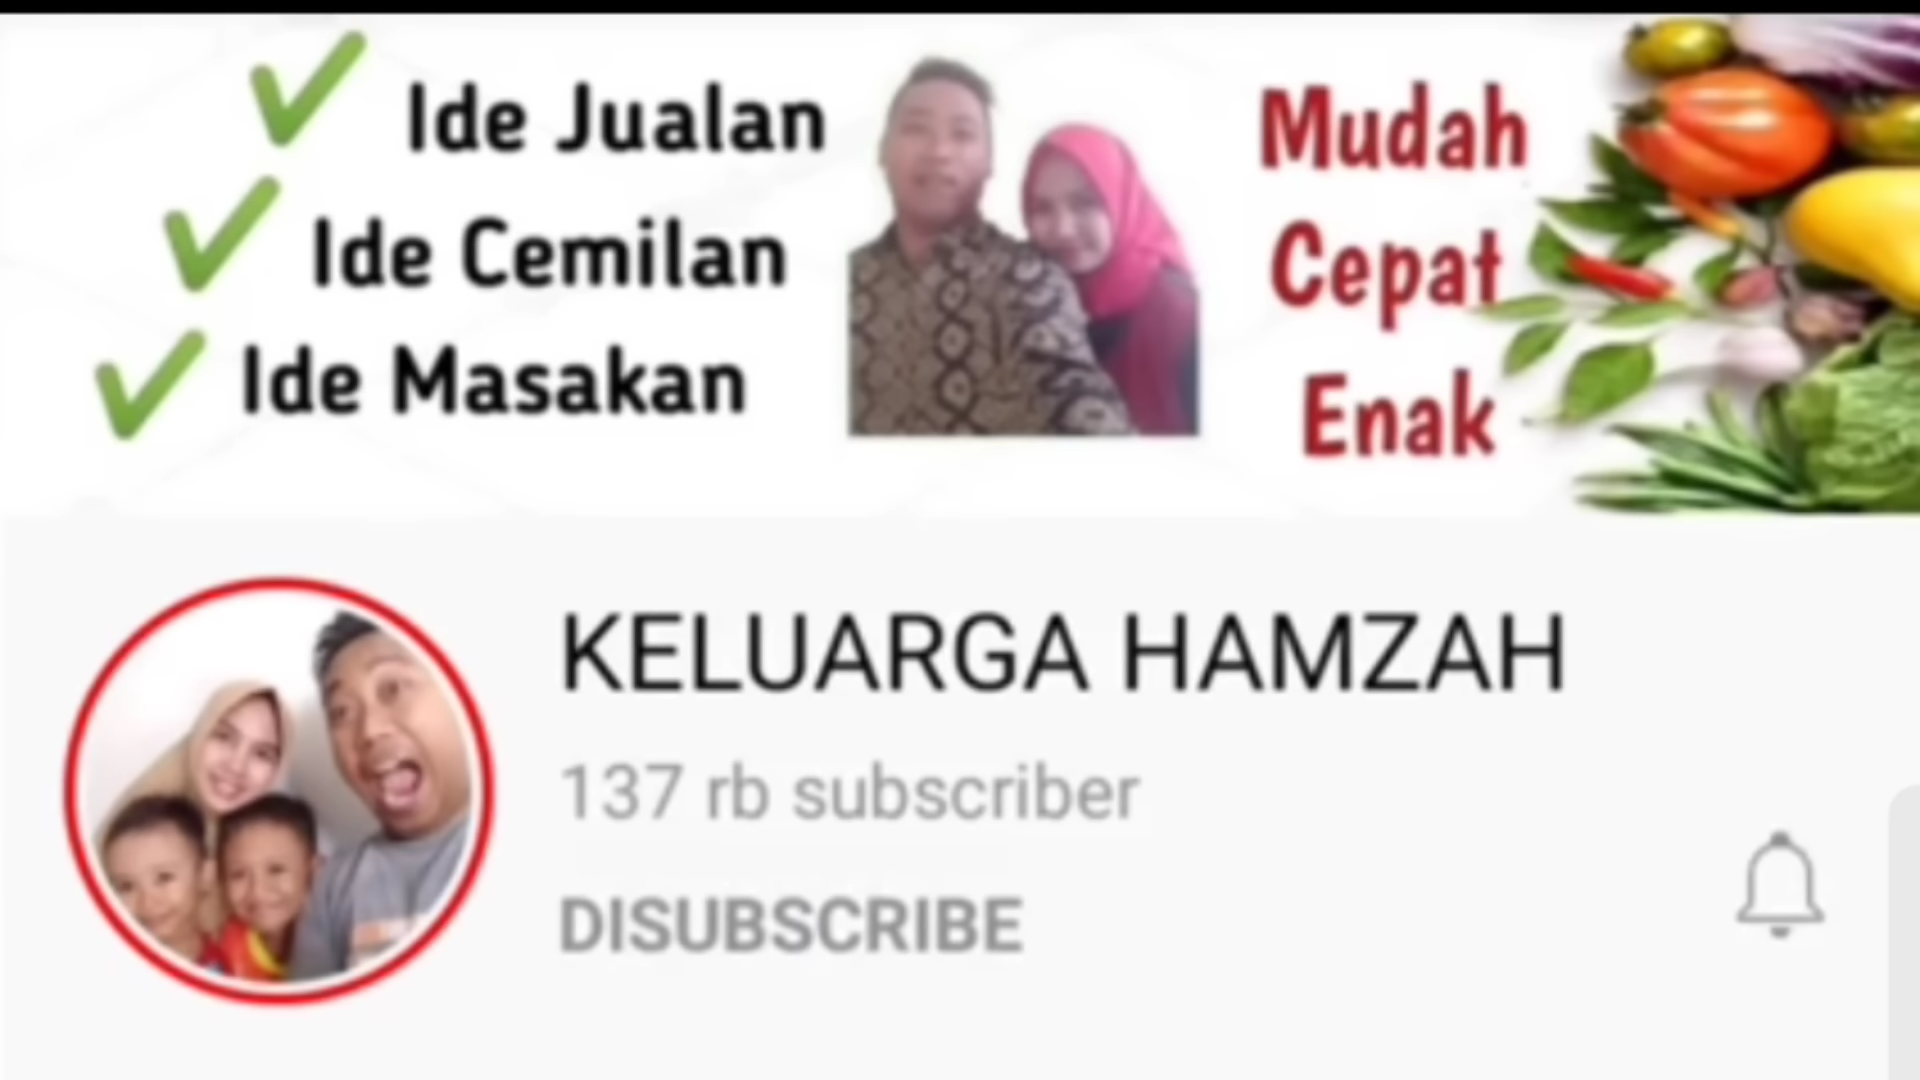 Ide Jualan
Ide Cemilan
Ide Masakan
Mudah
Cepat
Enak
KELUARGA HAMZAH
137 rb subscriber
DISUBSCRIBE